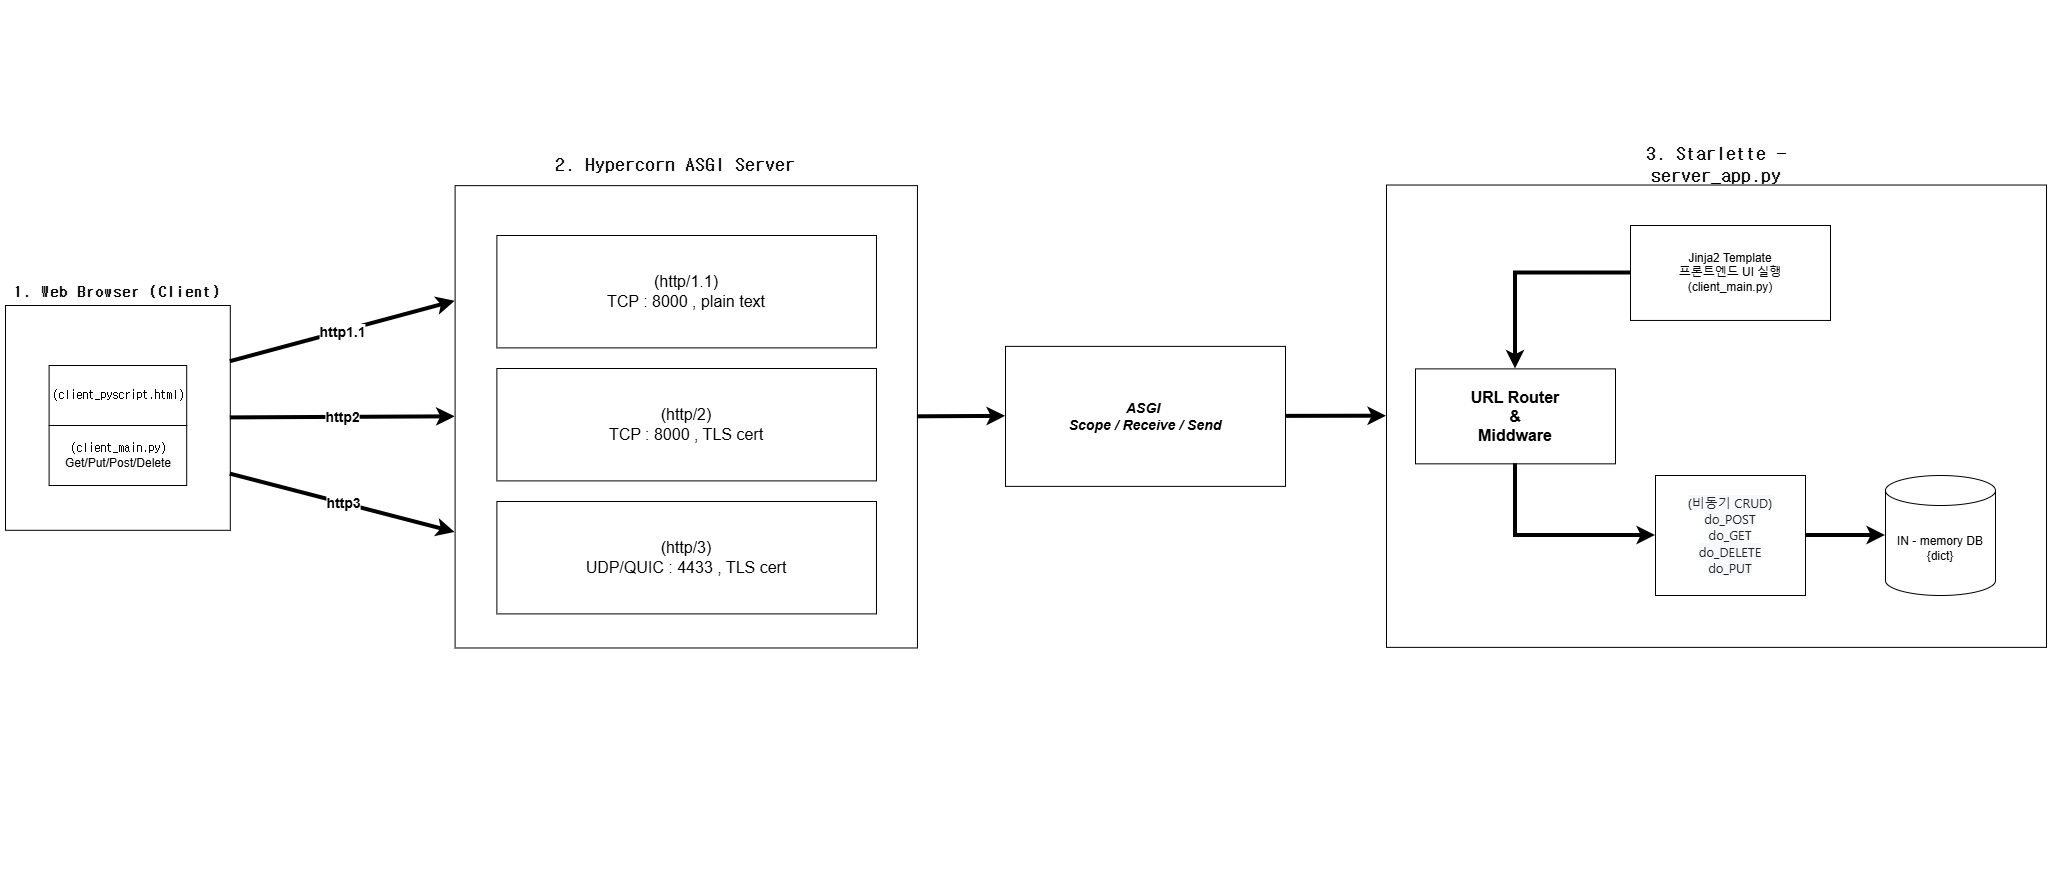 1. Web Browser (Client)
(client_pyscript.html)
(client_main.py)
Get/Put/Post/Delete
http1.1
http2
http3
2. Hypercorn ASGI Server
(http/1.1)
TCP : 8000 , plain text
(http/2)
TCP : 8000 , TLS cert
(http/3)
UDP/QUIC : 4433 , TLS cert
ASGI
Scope / Receive / Send
3. Starlette -
server_app.py
Jinja2 Template
프론트엔드 UI 실행
(client_main.py)
URL Router
&
Middware
(비동기 CRUD)
do_POST
do_GET
do_DELETE
do_PUT
IN - memory DB
{dict}